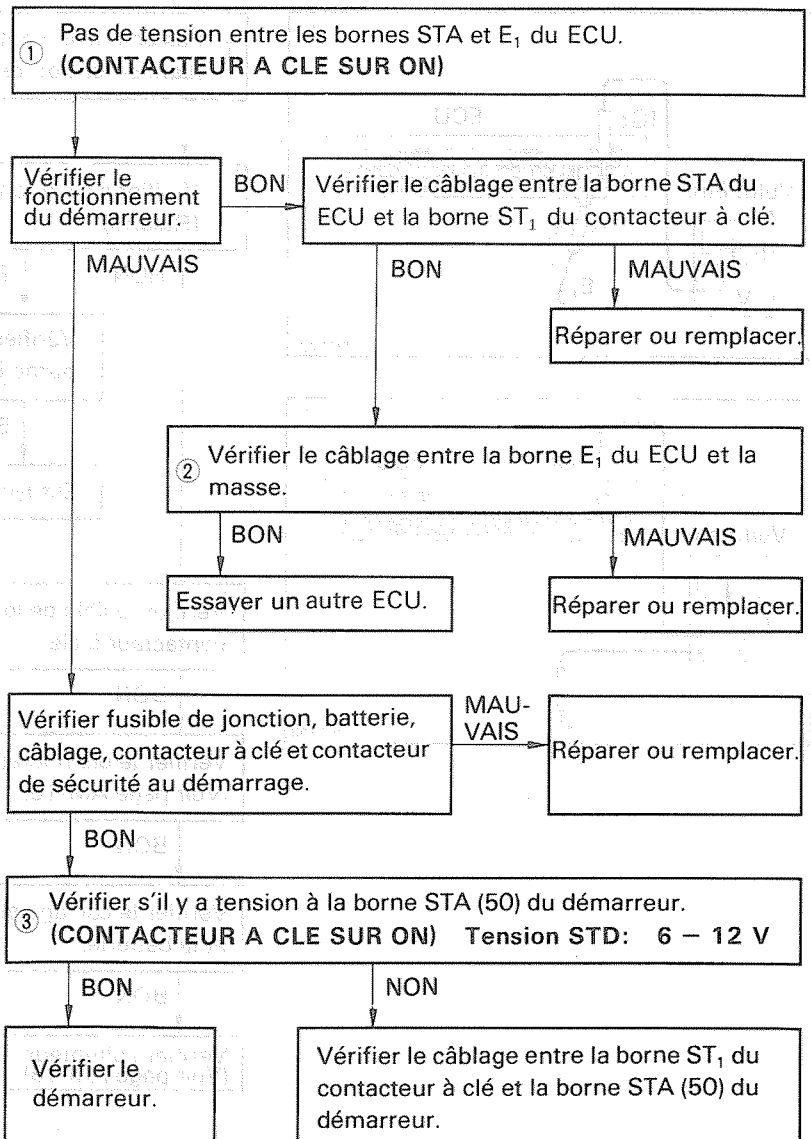 ① Pas de tension entre les bornes STA et E₁ du ECU.
(CONTACTEUR A CLE SUR ON)
Vérifier le
fonctionnement
du démarreur.
BON
Vérifier le câblage entre la borne STA du
ECU et la borne ST₁ du contacteur à clé.
MAUVAIS
BON
MAUVAIS
Réparer ou remplacer.
② Vérifier le câblage entre la borne E₁ du ECU et la
masse.
BON
MAUVAIS
Essayer un autre ECU.
Réparer ou remplacer.
Vérifier fusible de jonction, batterie,
câblage, contacteur à clé et contacteur
de sécurité au démarrage.
MAU-
VAIS
Réparer ou remplacer.
BON
③ Vérifier s'il y a tension à la borne STA (50) du démarreur.
(CONTACTEUR A CLE SUR ON) Tension STD: 6 – 12 V
BON
NON
Vérifier le
démarreur.
Vérifier le câblage entre la borne ST₁ du
contacteur à clé et la borne STA (50) du
démarreur.